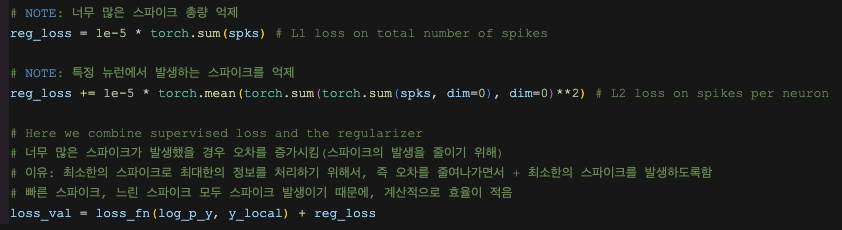 # NOTE: 너무 많은 스파이크 총량 억제
reg_loss = 1e-5 * torch.sum(spks) # L1 loss on total number of spikes
# NOTE: 특정 뉴런에서 발생하는 스파이크를 억제
reg_loss += 1e-5 * torch.mean(torch.sum(torch.sum(spks, dim=0), dim=0)**2) # L2 loss on spikes per neuron
# Here we combine supervised loss and the regularizer
# 너무 많은 스파이크가 발생했을 경우 오차를 증가시킴(스파이크의 발생을 줄이기 위해)
# 이유: 최소한의 스파이크로 최대한의 정보를 처리하기 위해서, 즉 오차를 줄여나가면서 + 최소한의 스파이크를 발생하도록함
# 빠른 스파이크, 느린 스파이크 모두 스파이크 발생이기 때문에, 계산적으로 효율이 적음
loss_val = loss_fn(log_p_y, y_local) + reg_loss